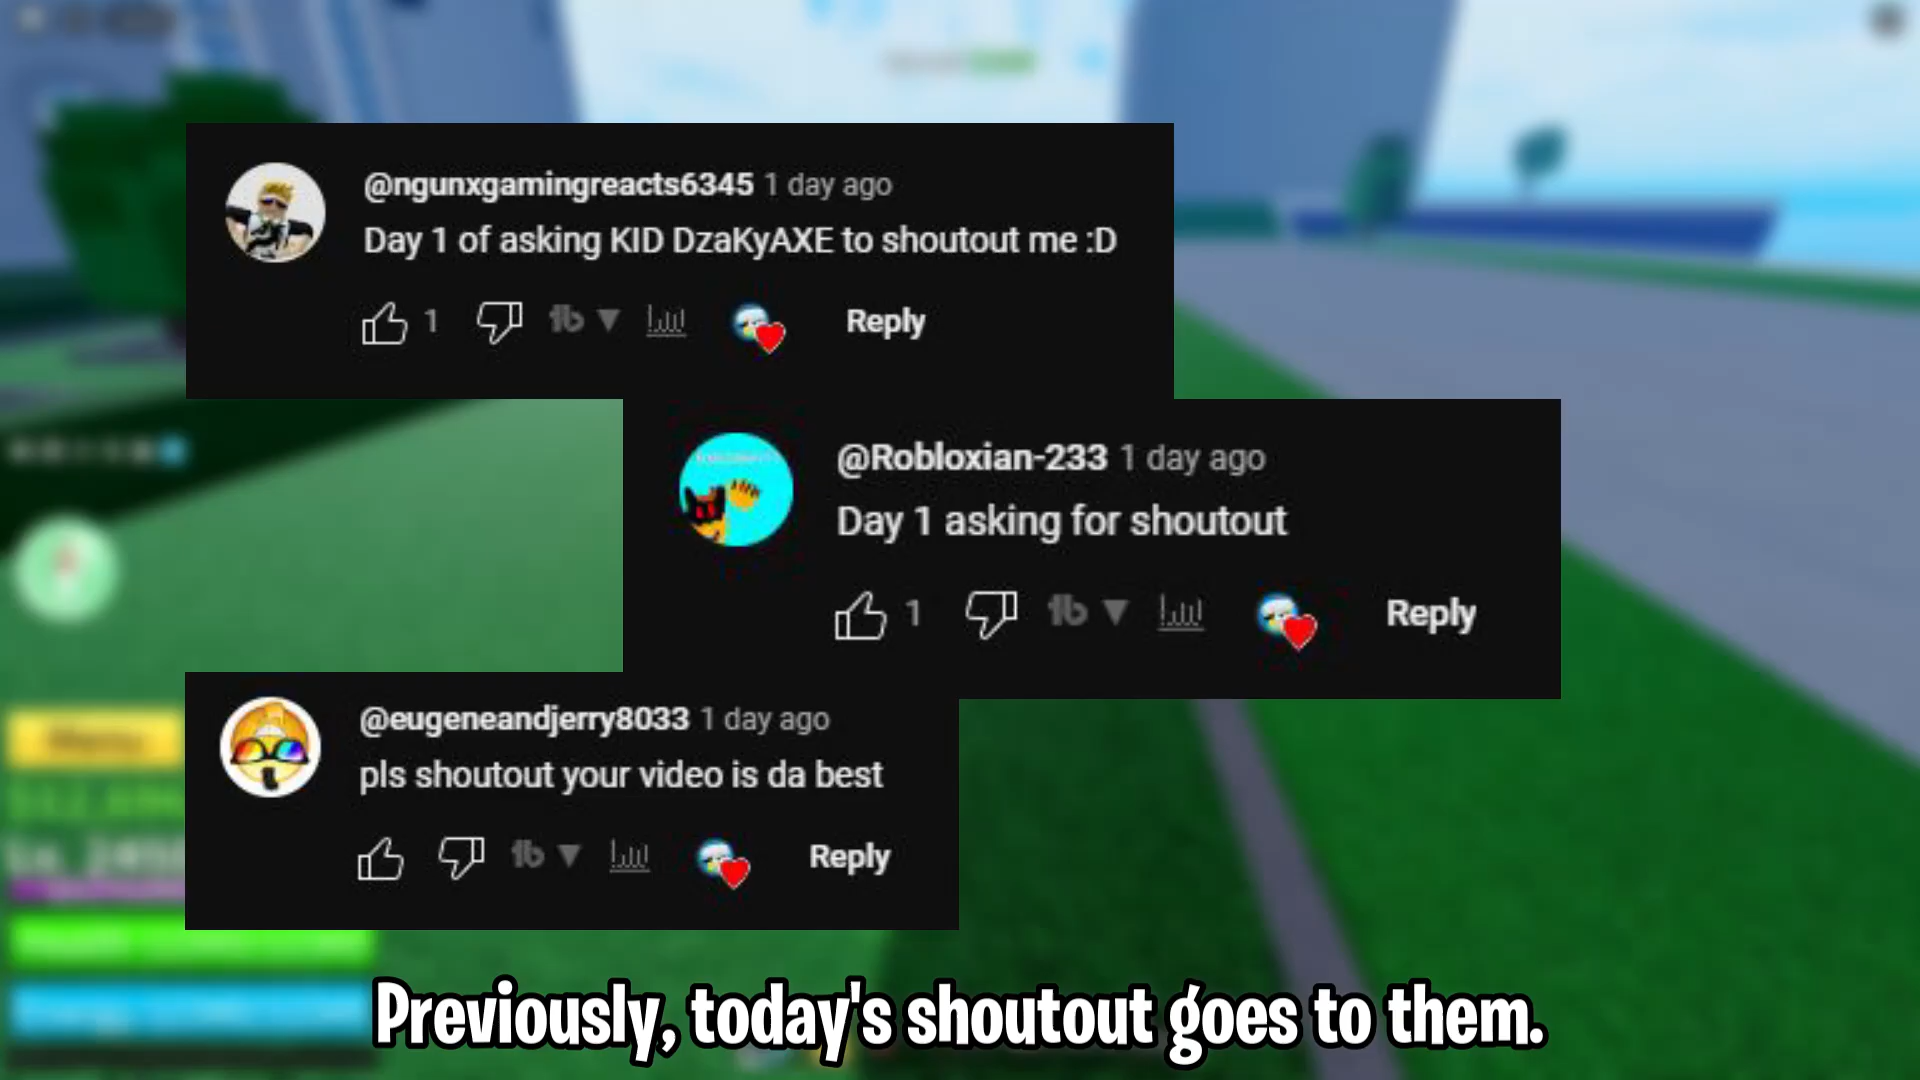 @ngunxgamingreacts6345 1 day ago
Day 1 of asking KID DzaKyAXE to shoutout me :D
1
Reply
@Robloxian-233 1 day ago
Day 1 asking for shoutout
1
Reply
@eugeneandjerry8033 1 day ago
pls shoutout your video is da best
Reply
Menu
Previously, today's shoutout goes to them.